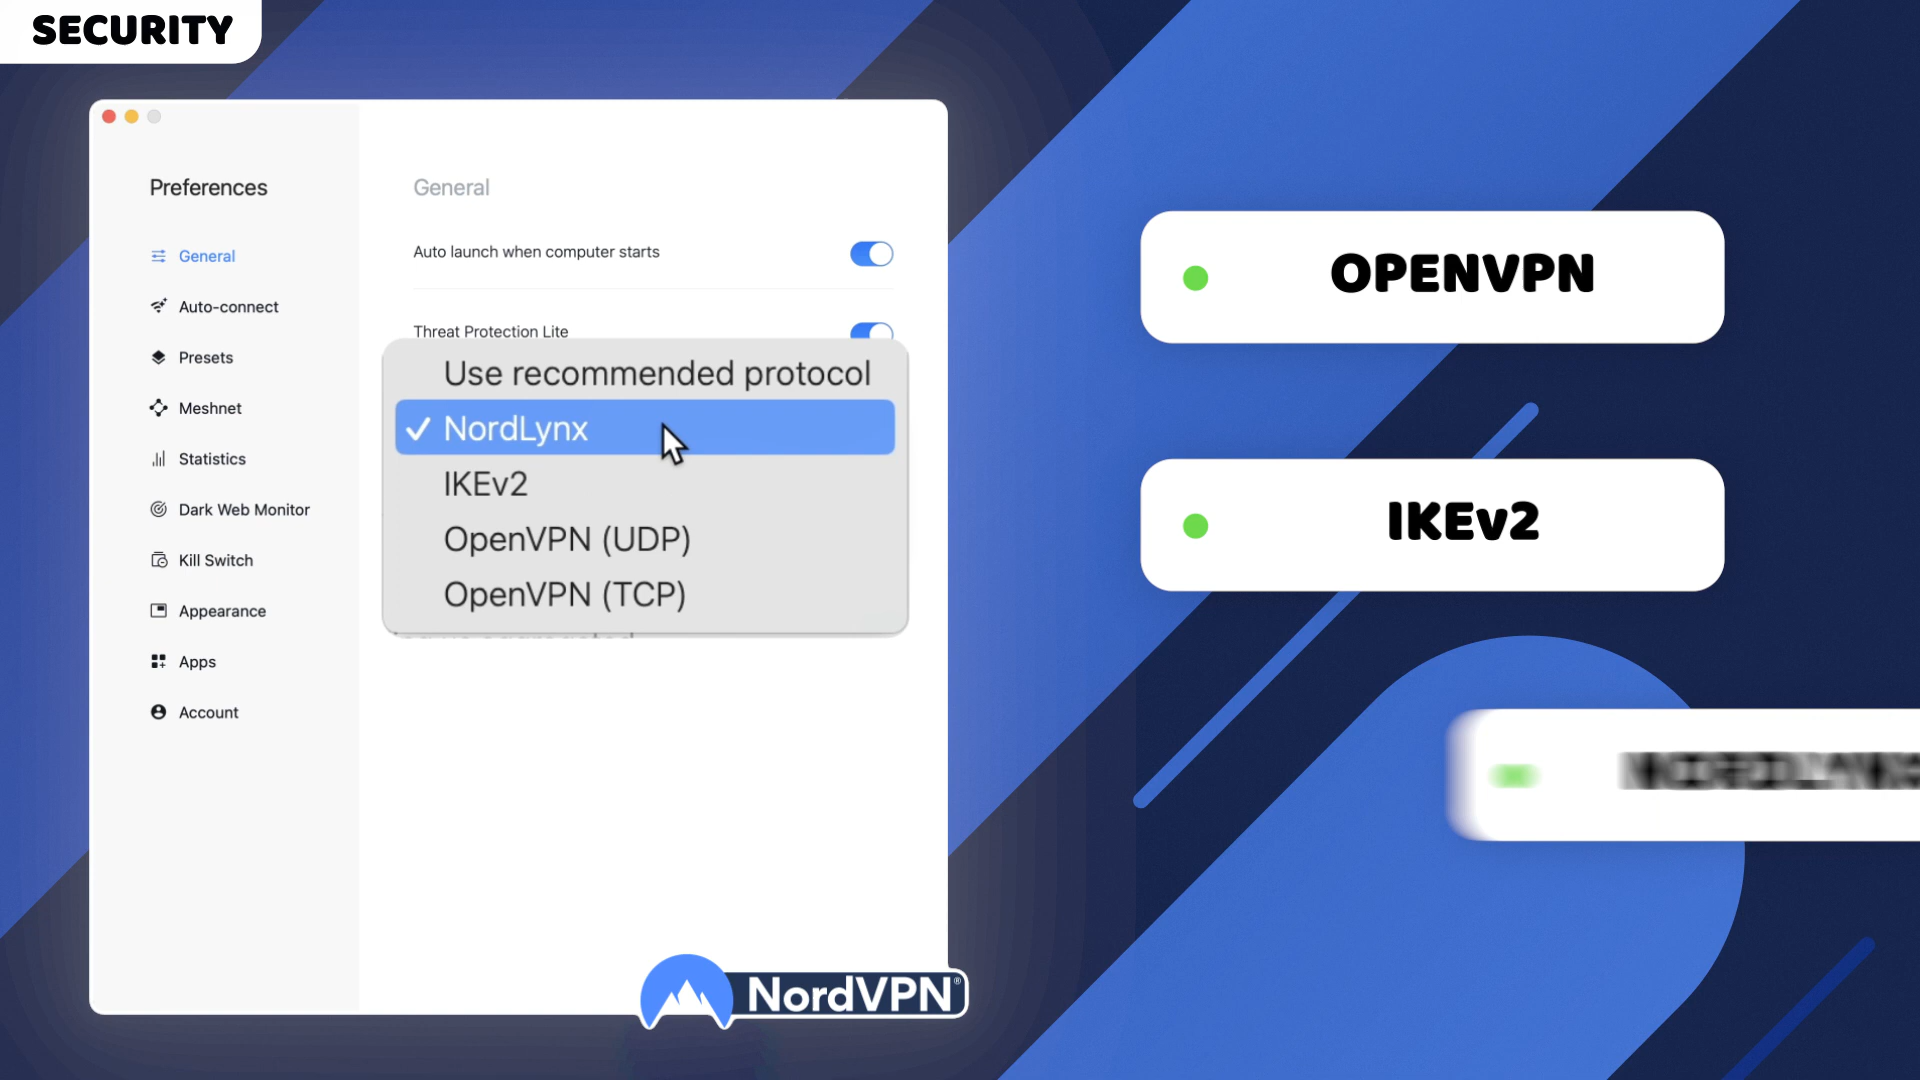 SECURITY
Preferences
General
Auto-connect
Presets
Meshnet
Statistics
Dark Web Monitor
Kill Switch
Appearance
Apps
Account
General
Auto launch when computer starts
Threat Protection Lite
Use recommended protocol
✓ NordLynx
IKEv2
OpenVPN (UDP)
OpenVPN (TCP)
NordVPN®
OPENVPN
IKEv2